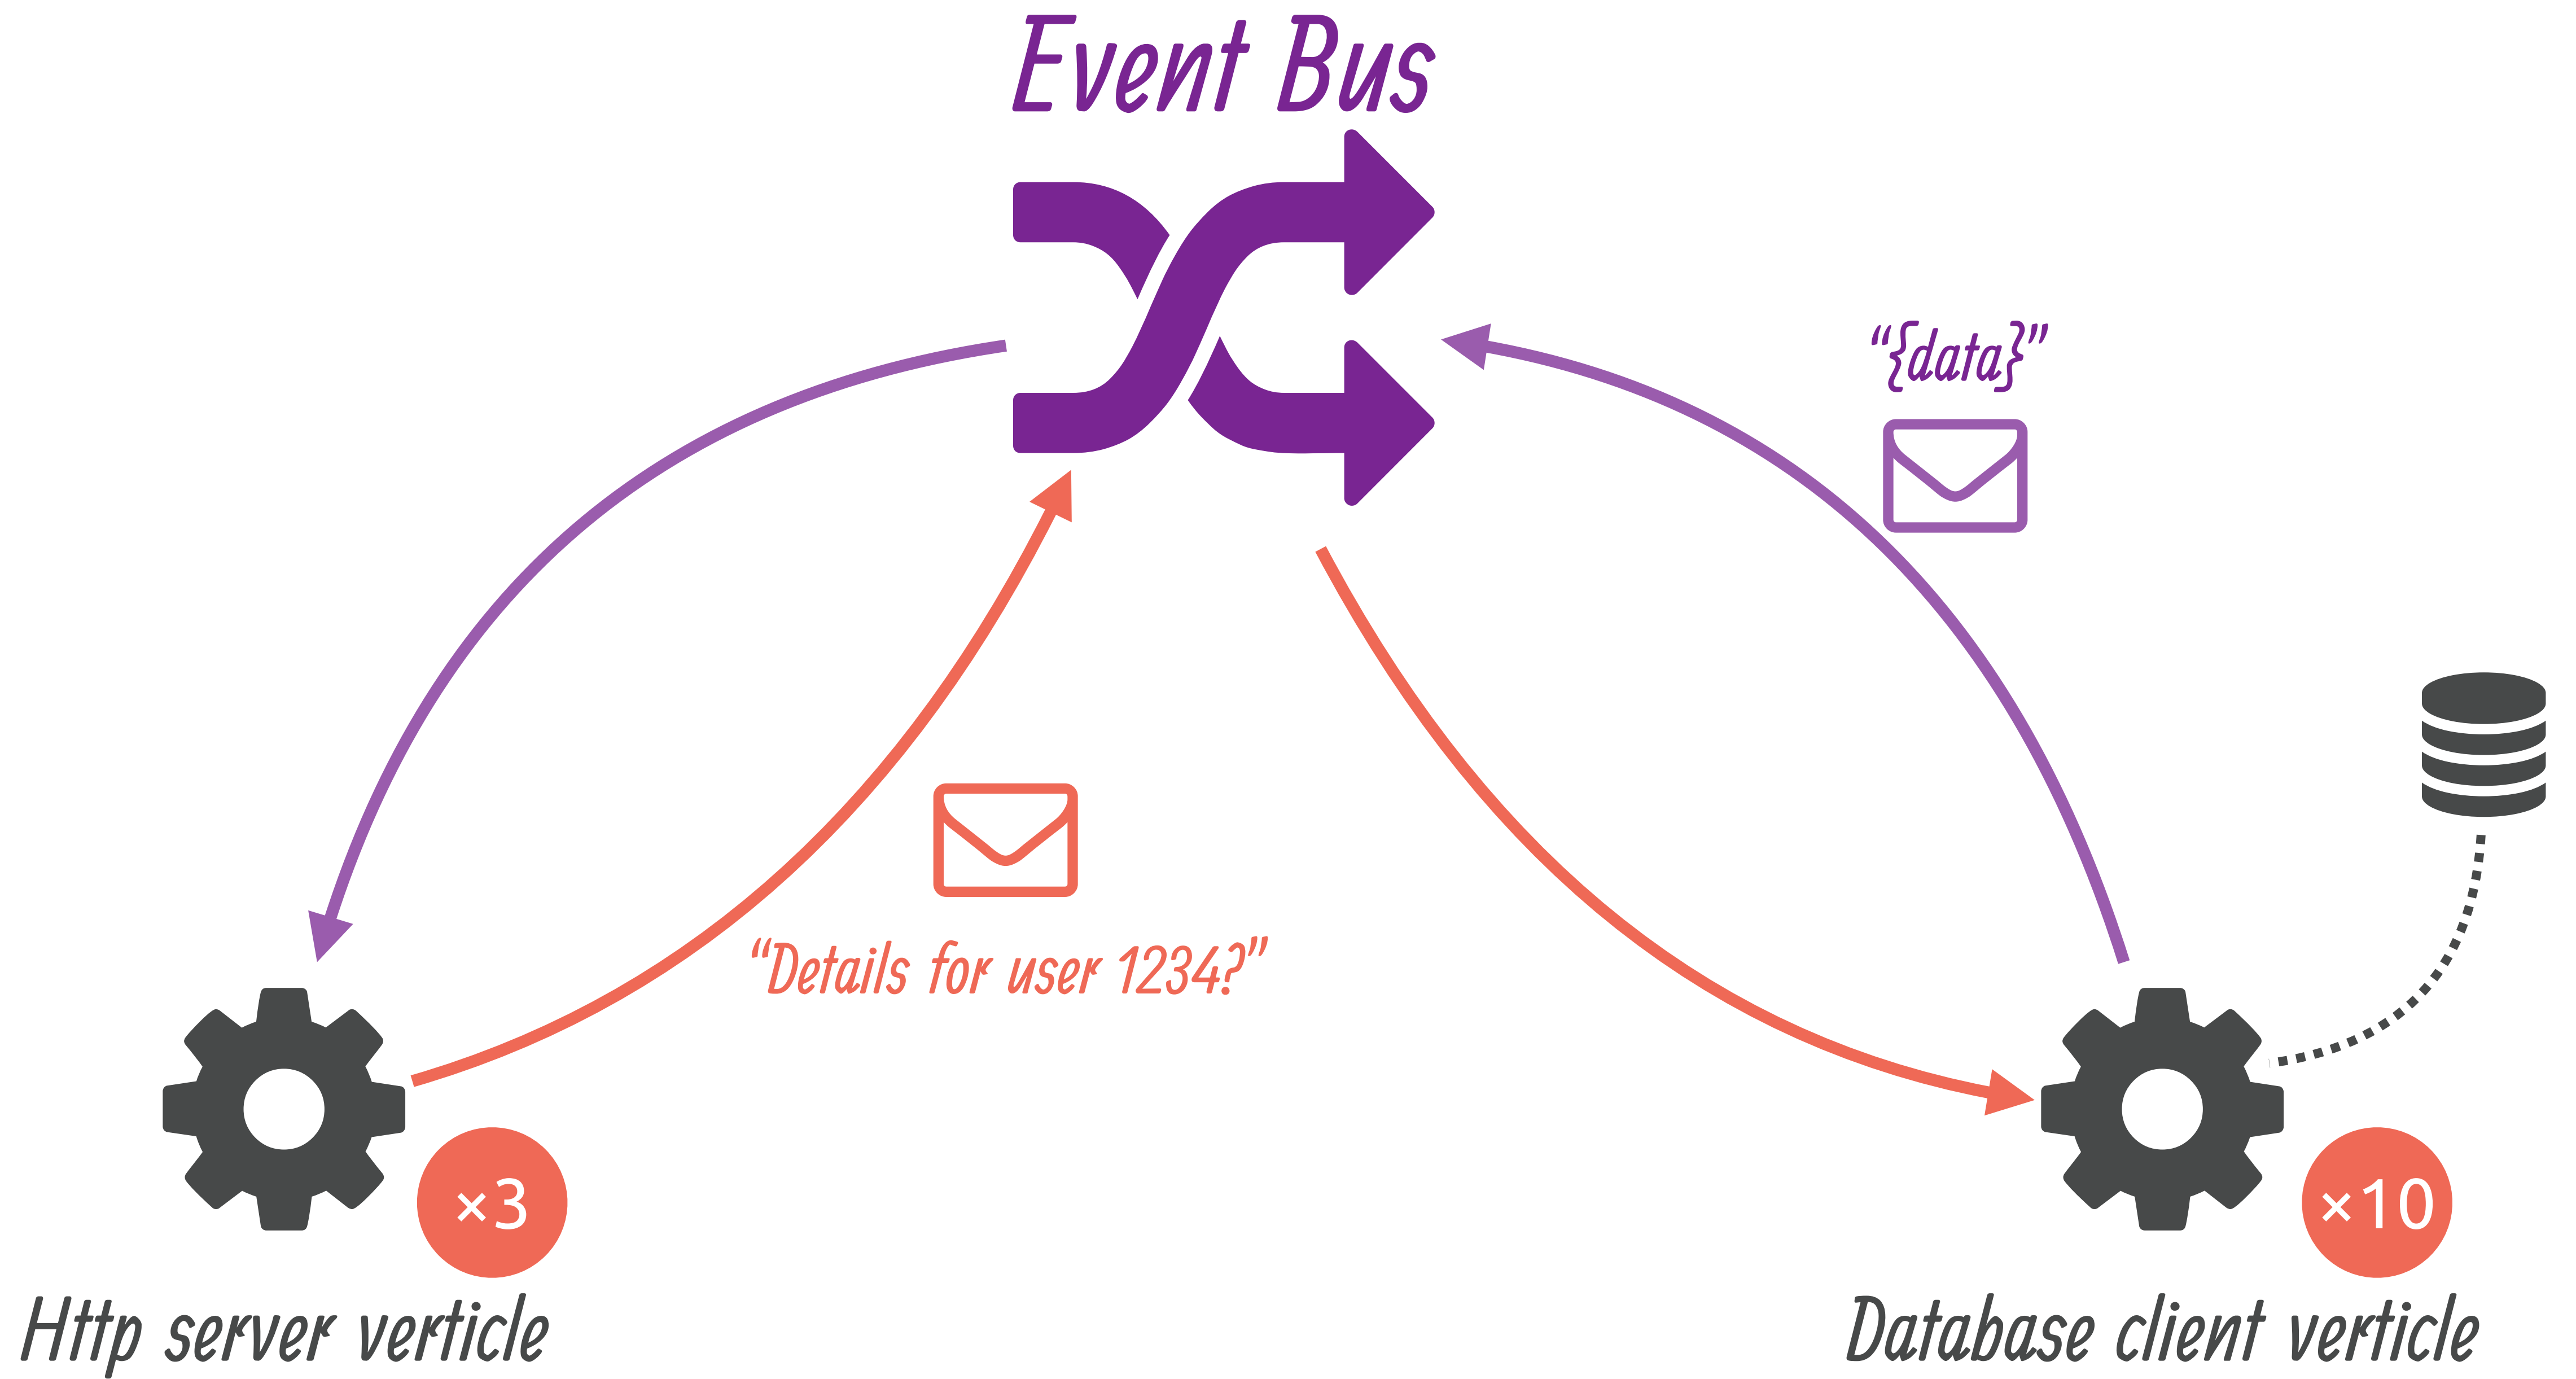 Event Bus
“{data}”
“Details for user 1234?”
×3
×10
Http server verticle
Database client verticle